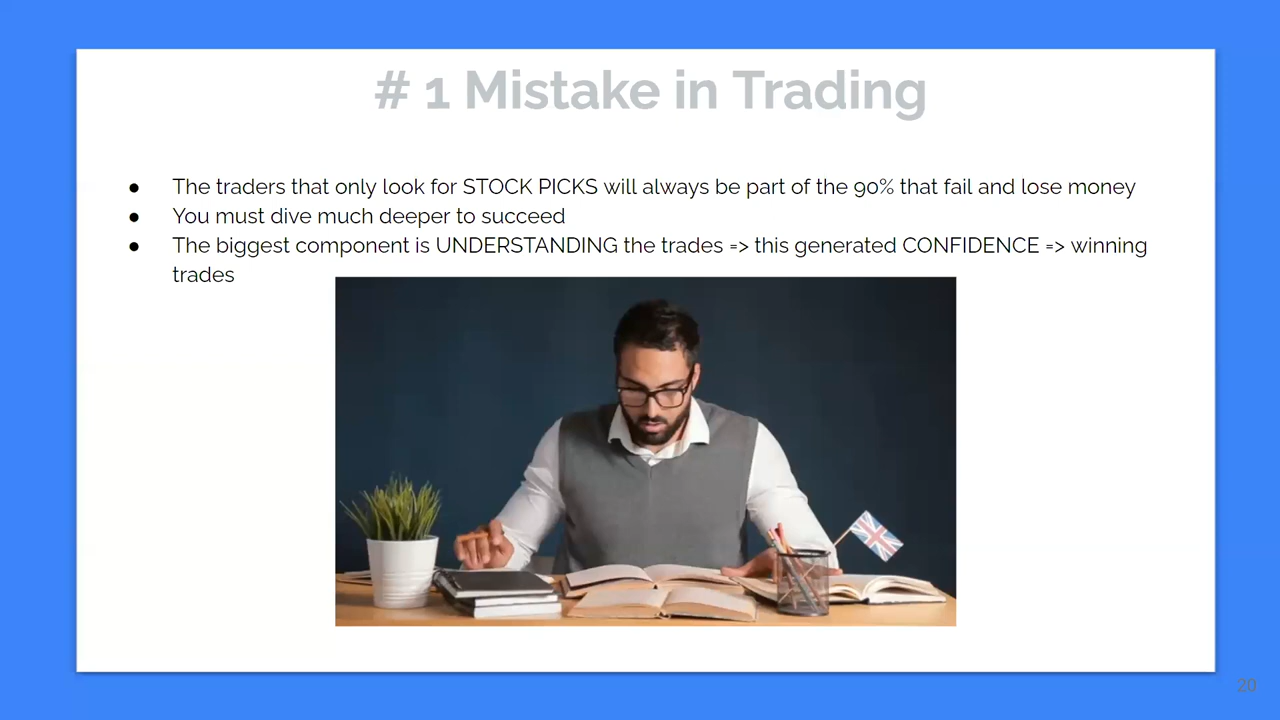 # 1 Mistake in Trading
● The traders that only look for STOCK PICKS will always be part of the 90% that fail and lose money
● You must dive much deeper to succeed
● The biggest component is UNDERSTANDING the trades => this generated CONFIDENCE => winning
trades
20